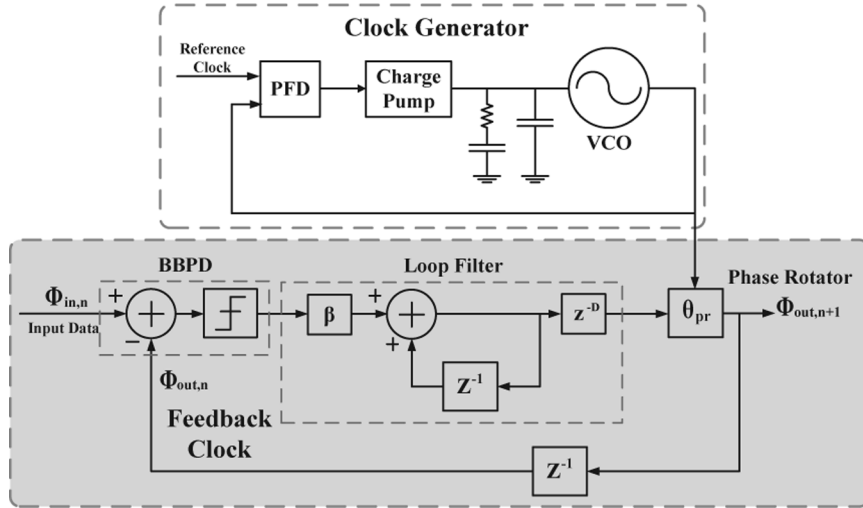 Clock Generator
Reference
Clock
PFD
Charge
Pump
VCO
BBPD
Loop Filter
Phase Rotator
Φin,n
+
Input Data
−
β
+
+
z-D
θpr
Φout,n+1
Z-1
Φout,n
Feedback
Clock
Z-1